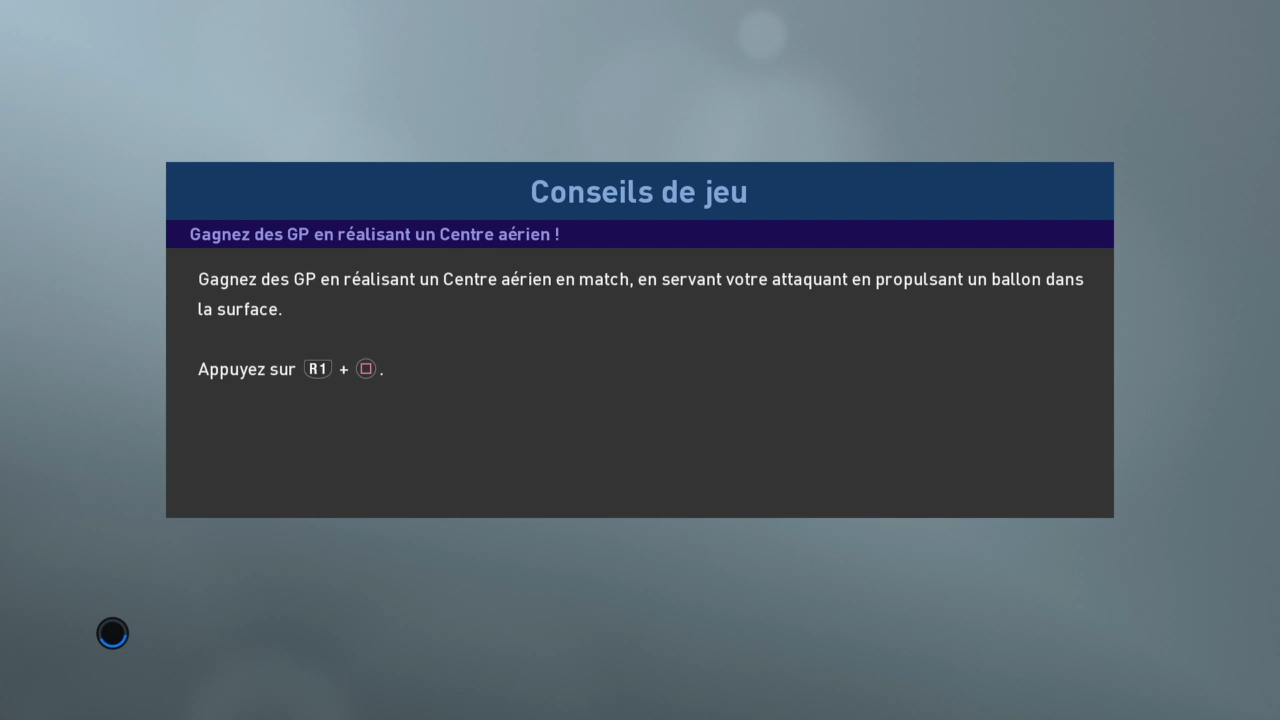 Conseils de jeu
Gagnez des GP en réalisant un Centre aérien !
Gagnez des GP en réalisant un Centre aérien en match, en servant votre attaquant en propulsant un ballon dans
la surface.
Appuyez sur R1 + □.